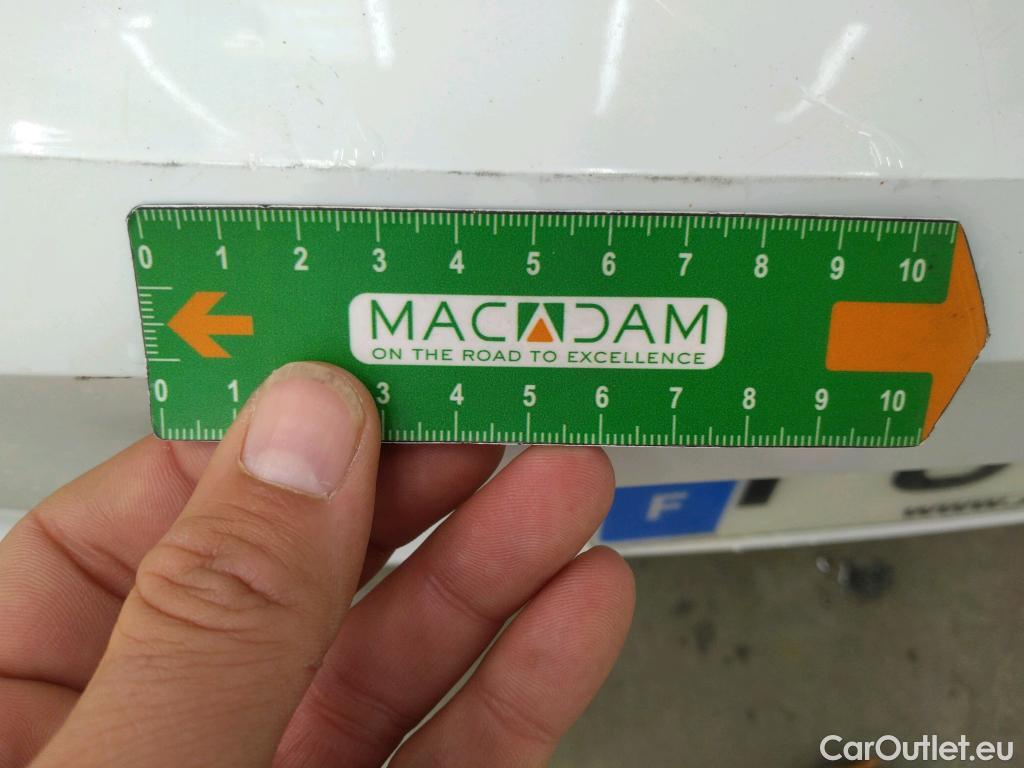 0 1 2 3 4 5 6 7 8 9 10
MACADAM
ON THE ROAD TO EXCELLENCE
0 1 3 4 5 6 7 8 9 10
F
www.
CarOutlet.eu